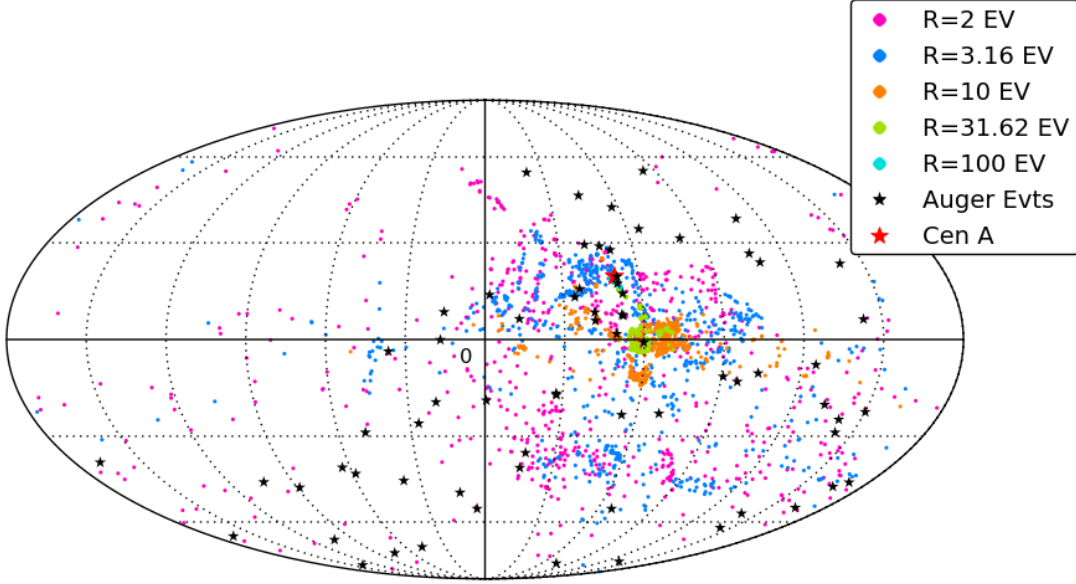 R=2 EV
R=3.16 EV
R=10 EV
R=31.62 EV
R=100 EV
Auger Evts
Cen A
0